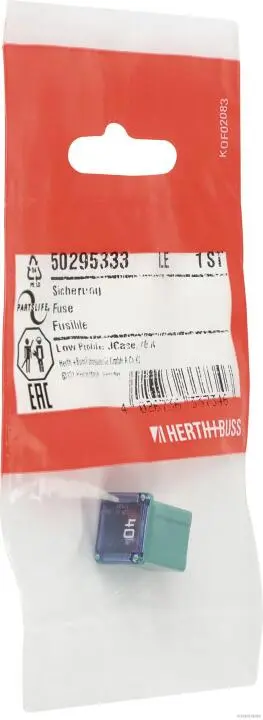 KOF02083
50295333 LE 1 ST
Sicherung
PARTSLIFE Fuse
Fusible
Low Profile, JCase,
EAC
HERTH+BUSS
40